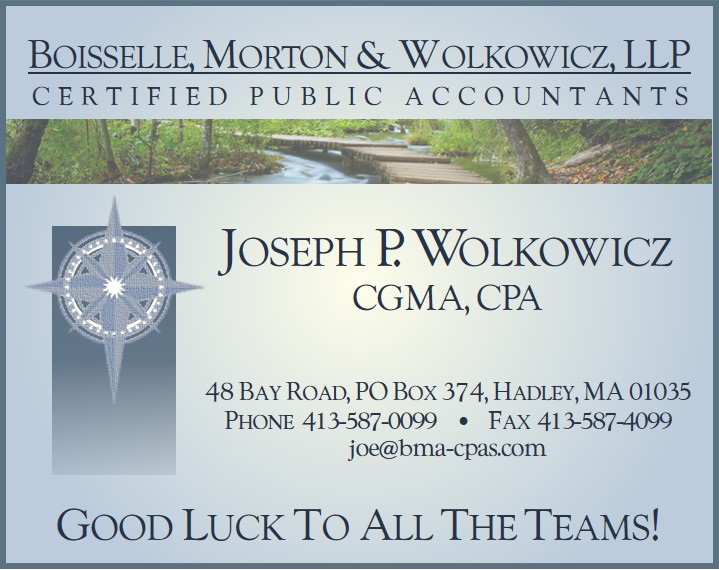 Boisselle, Morton & Wolkowicz, LLP
CERTIFIED PUBLIC ACCOUNTANTS
Joseph P. Wolkowicz
CGMA, CPA
48 Bay Road, PO Box 374, Hadley, MA 01035
Phone 413-587-0099 • Fax 413-587-4099
joe@bma-cpas.com
Good Luck To All The Teams!